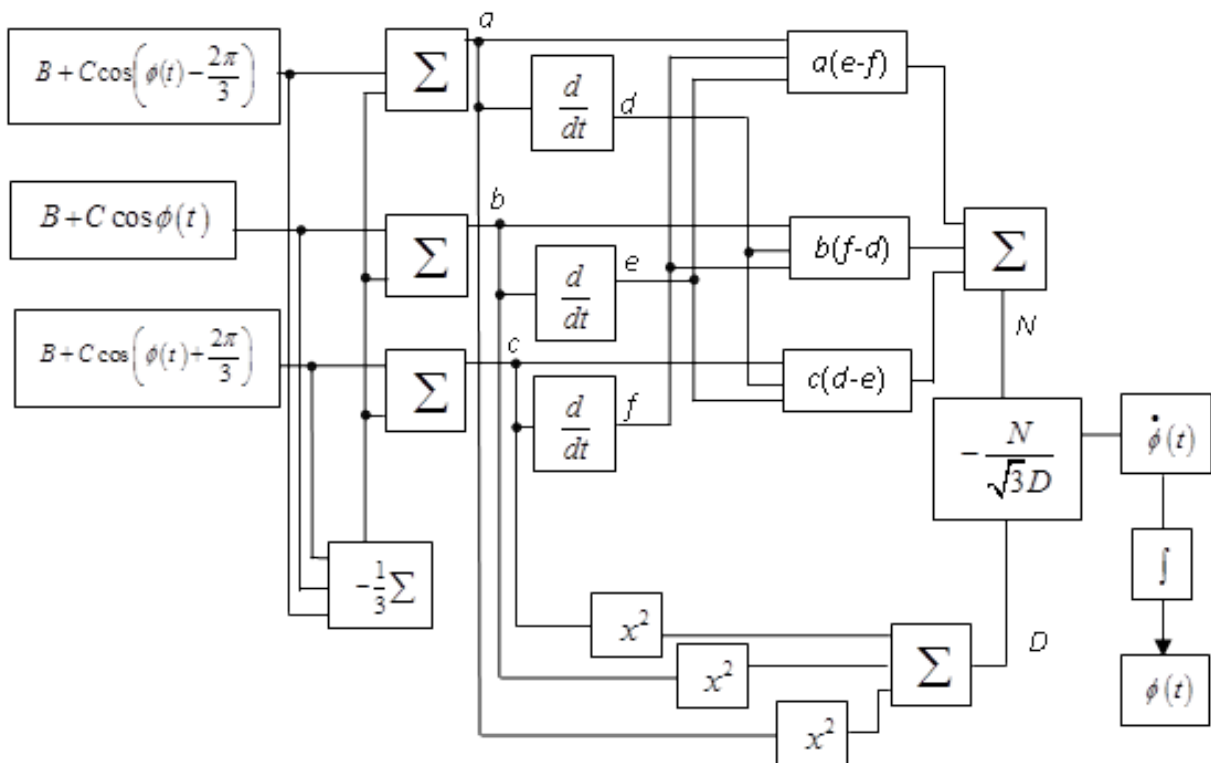 a
B + C cos(ϕ(t) − 2π/3)
∑
a(e-f)
d/dt
d
B + C cos ϕ(t)
b
∑
b(f-d)
∑
d/dt
e
N
B + C cos(ϕ(t) + 2π/3)
c
∑
c(d-e)
d/dt
f
− N/√3D
ϕ̇(t)
− 1/3 ∑
∫
x²
x²
x²
∑
D
ϕ(t)